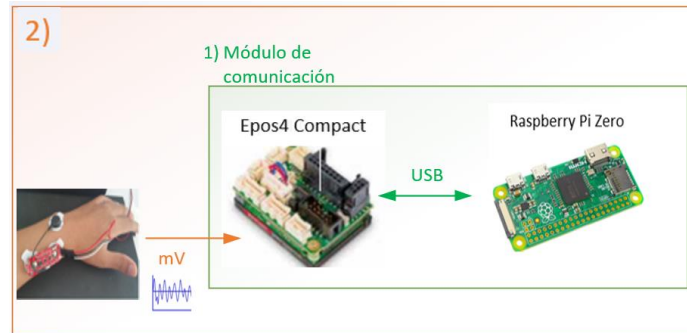 2)
1) Módulo de
comunicación
Epos4 Compact
Raspberry Pi Zero
USB
mV